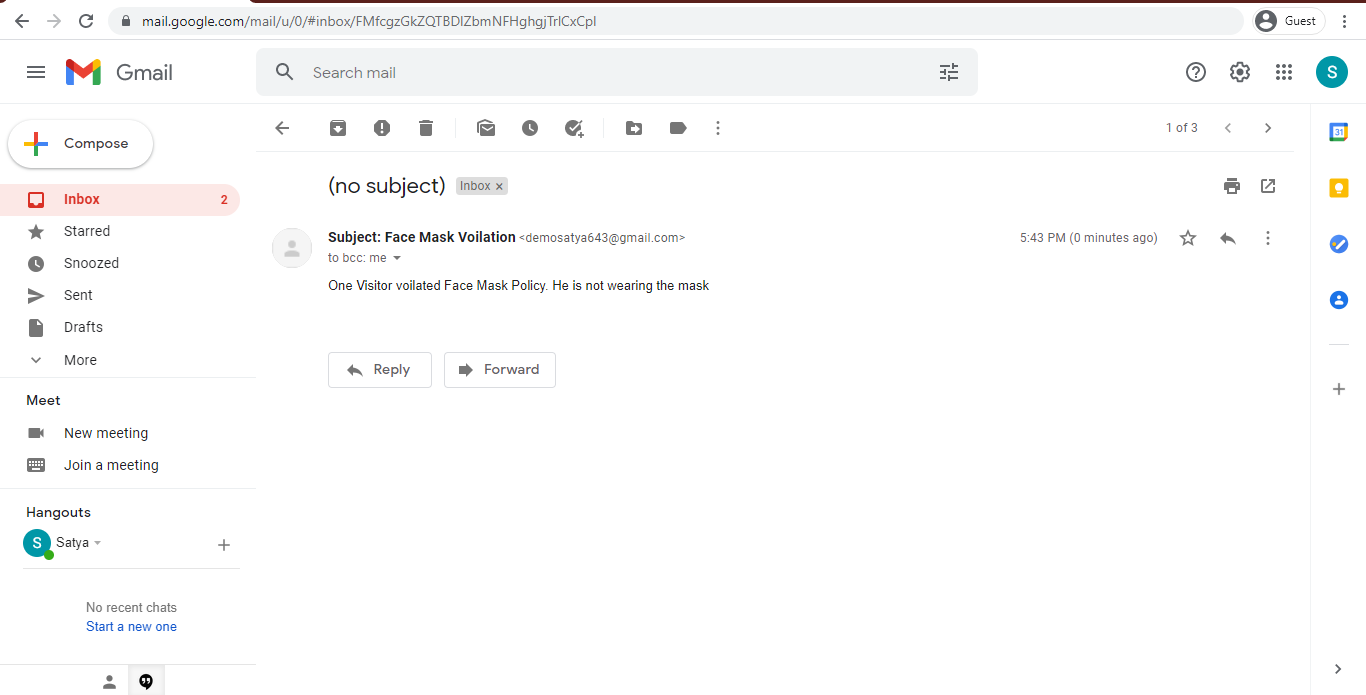 mail.google.com/mail/u/0/#inbox/FMfcgzGkZQTBDlZbmNFHghgjTrlCxCpl
Guest
Gmail
Search mail
S
Compose
1 of 3
31
Inbox 2
Starred
Snoozed
Sent
Drafts
More
Meet
New meeting
Join a meeting
Hangouts
S Satya
No recent chats
Start a new one
(no subject) Inbox ×
Subject: Face Mask Voilation <demosatya643@gmail.com> 5:43 PM (0 minutes ago)
to bcc: me
One Visitor voilated Face Mask Policy. He is not wearing the mask
Reply Forward